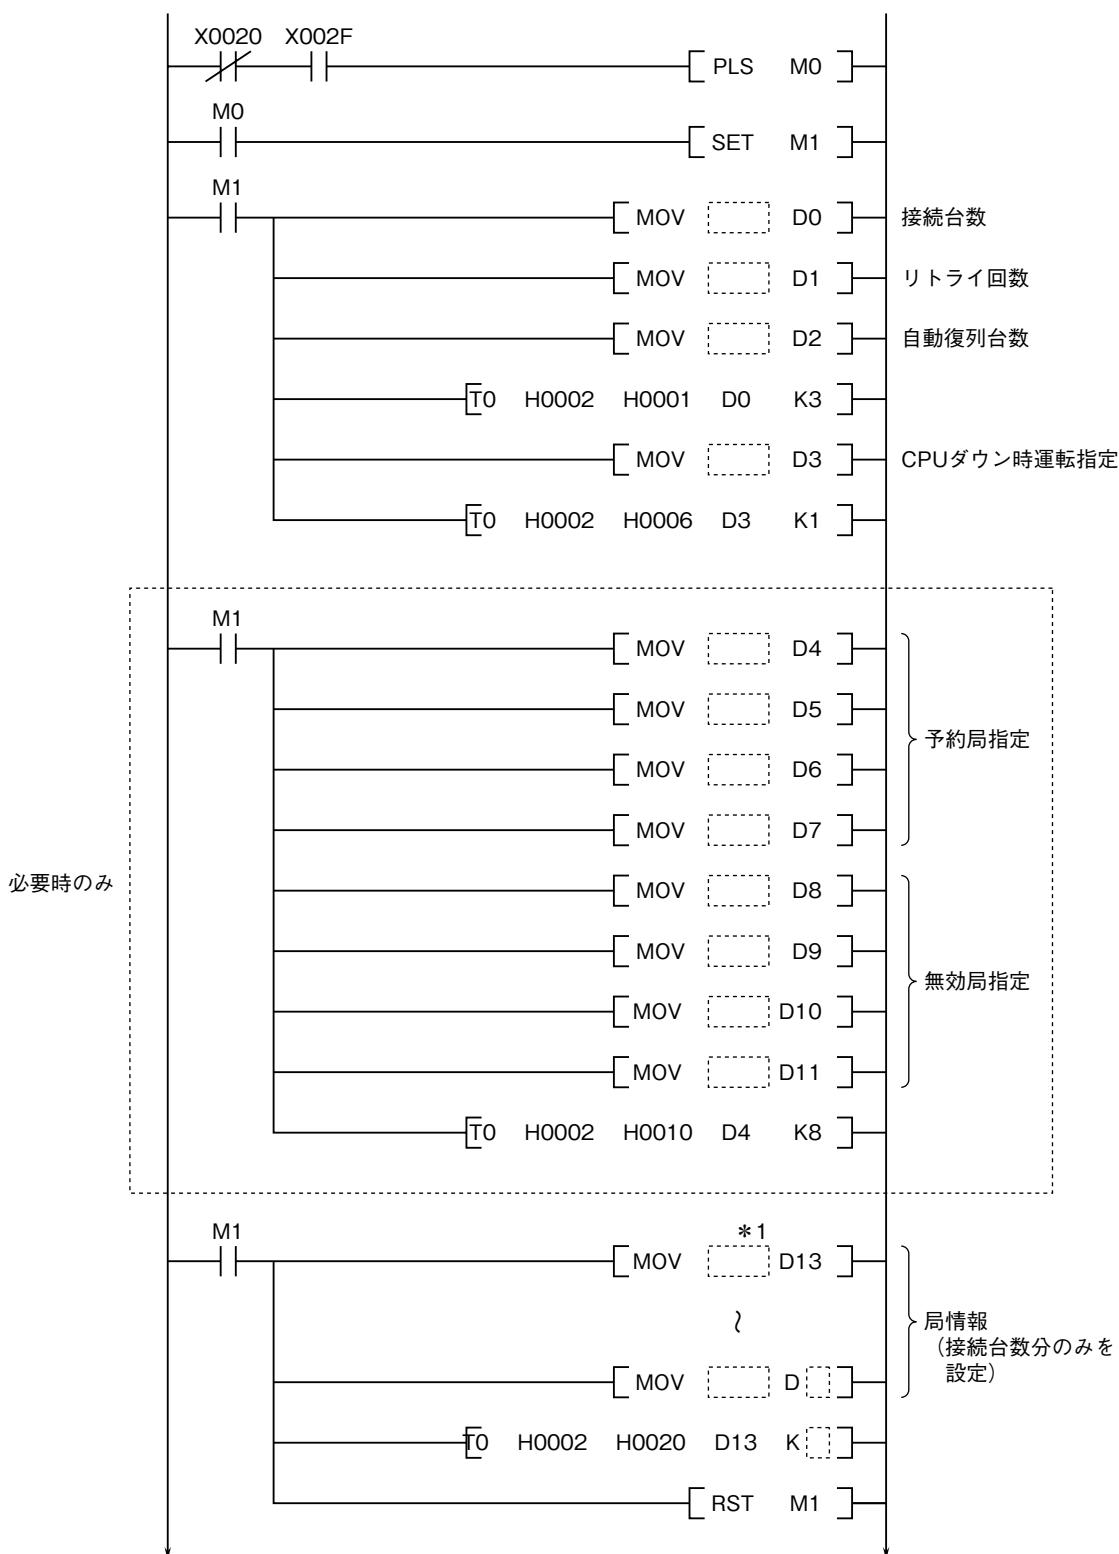 X0020 X002F
PLS M0
M0
SET M1
M1
MOV D0 接続台数
MOV D1 リトライ回数
MOV D2 自動復列台数
T0 H0002 H0001 D0 K3
MOV D3 CPUダウン時運転指定
T0 H0002 H0006 D3 K1
M1
MOV D4
MOV D5
予約局指定
MOV D6
MOV D7
必要時のみ
MOV D8
MOV D9
無効局指定
MOV D10
MOV D11
T0 H0002 H0010 D4 K8
M1
＊1
MOV D13
～
局情報
（接続台数分のみを
設定）
MOV D
T0 H0002 H0020 D13 K
RST M1